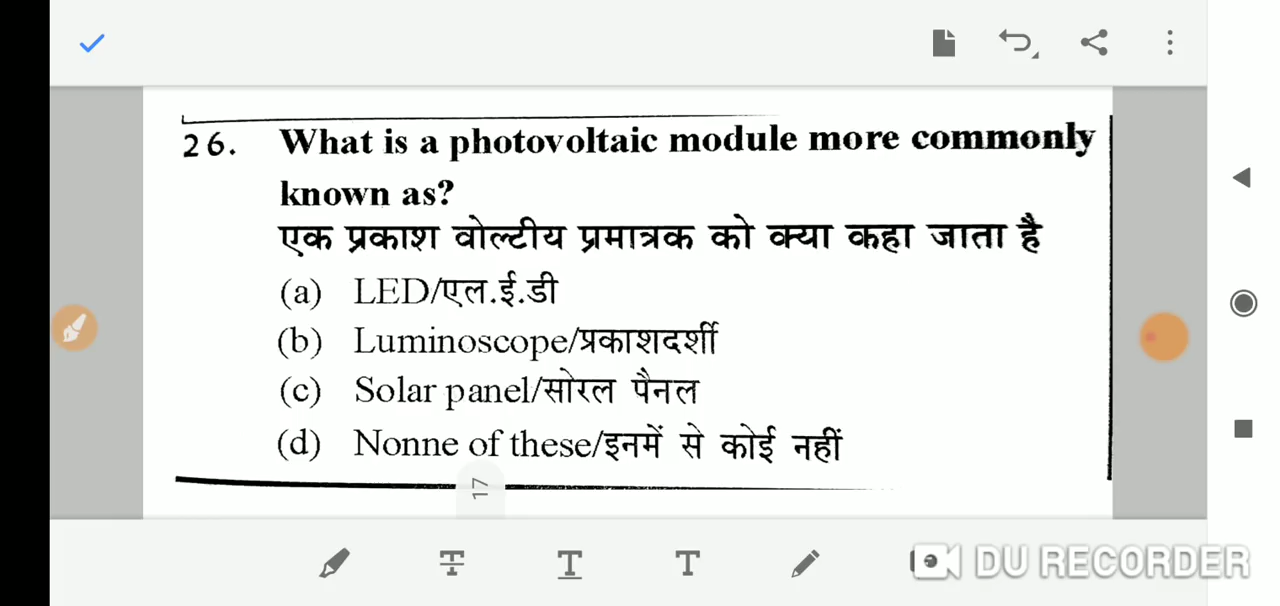 26. What is a photovoltaic module more commonly
known as?
एक प्रकाश वोल्टीय प्रमात्रक को क्या कहा जाता है
(a) LED/एल.ई.डी
(b) Luminoscope/प्रकाशदर्शी
(c) Solar panel/सोरल पैनल
(d) Nonne of these/इनमें से कोई नहीं
17
T T T
DU RECORDER